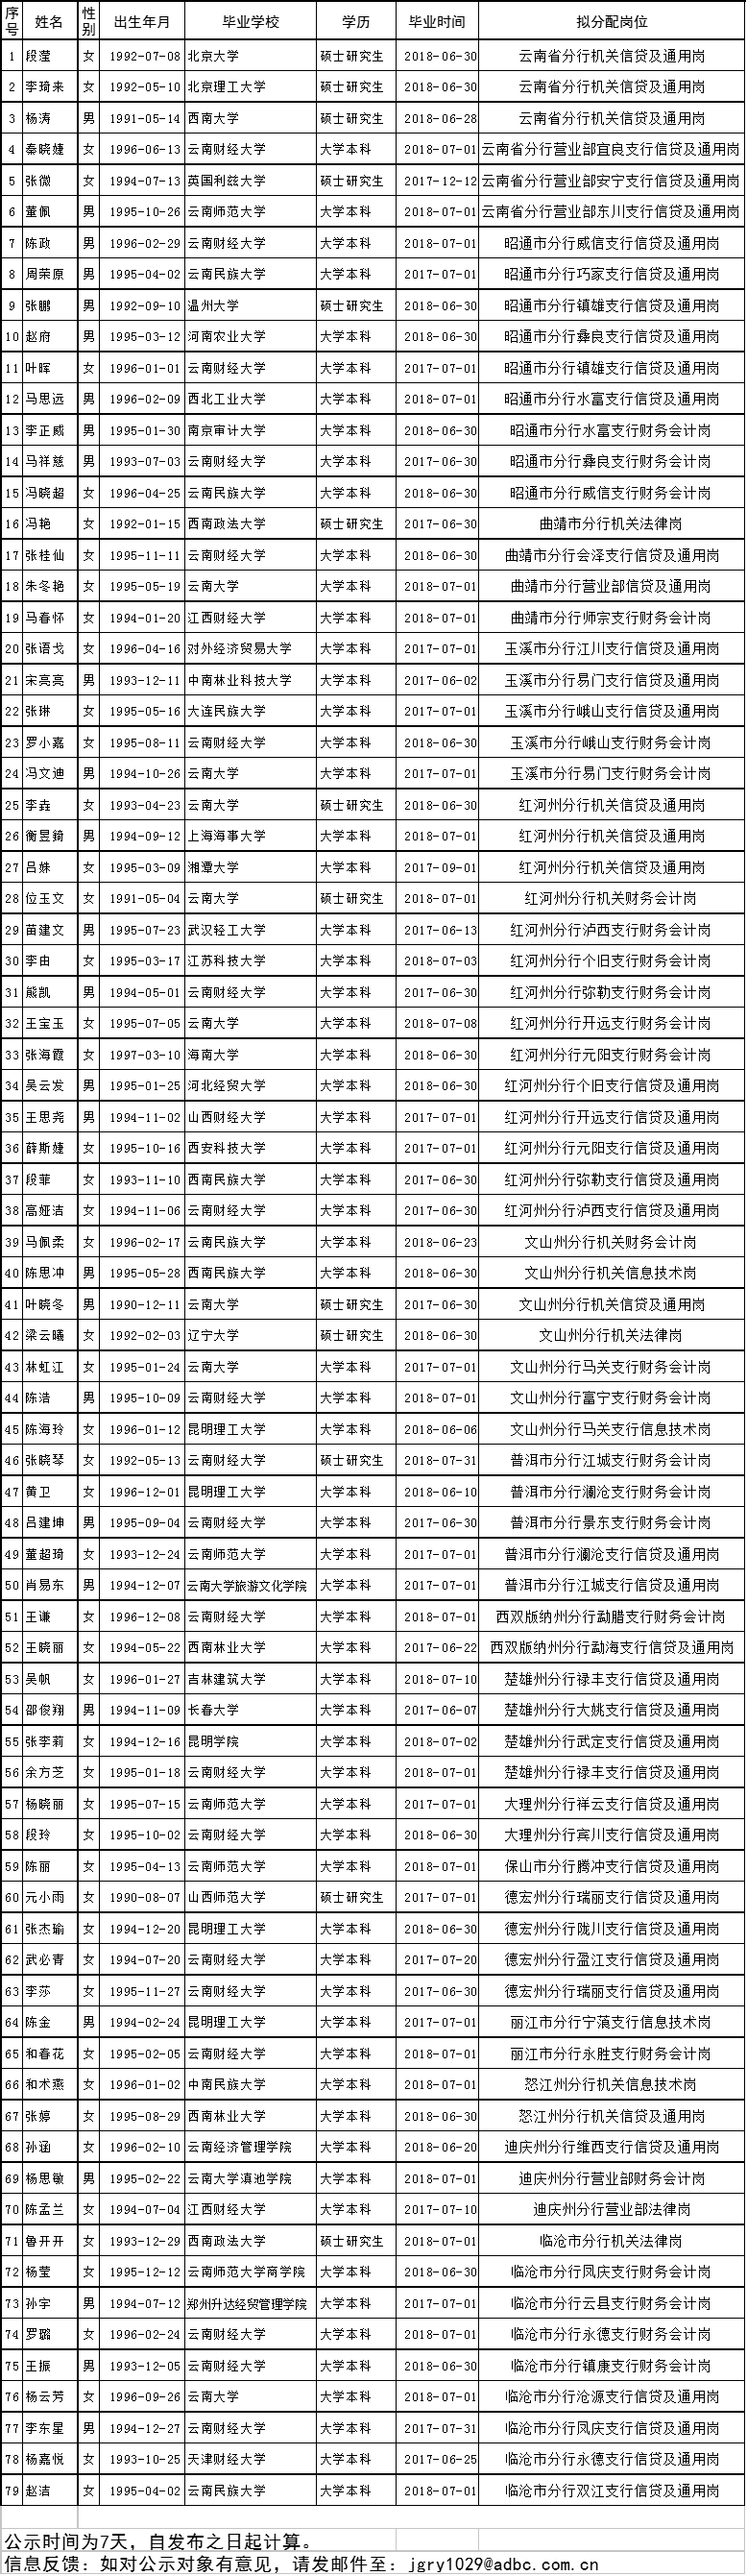 序号 姓名 性别 出生年月 毕业学校 学历 毕业时间 拟分配岗位
1 段滢 女 1992-07-08 北京大学 硕士研究生 2018-06-30 云南省分行机关信贷及通用岗
2 李琦来 女 1992-05-10 北京理工大学 硕士研究生 2018-06-30 云南省分行机关信贷及通用岗
3 杨涛 男 1991-05-14 西南大学 硕士研究生 2018-06-28 云南省分行机关信贷及通用岗
4 秦晓婕 女 1996-06-13 云南财经大学 大学本科 2018-07-01 云南省分行营业部宜良支行信贷及通用岗
5 张微 女 1994-07-13 英国利兹大学 硕士研究生 2017-12-12 云南省分行营业部安宁支行信贷及通用岗
6 董佩 男 1995-10-26 云南师范大学 大学本科 2018-07-01 云南省分行营业部东川支行信贷及通用岗
7 陈政 男 1996-02-29 云南财经大学 大学本科 2018-07-01 昭通市分行威信支行信贷及通用岗
8 周荣原 男 1995-04-02 云南民族大学 大学本科 2017-07-01 昭通市分行巧家支行信贷及通用岗
9 张鹏 男 1992-09-10 温州大学 硕士研究生 2018-06-30 昭通市分行镇雄支行信贷及通用岗
10 赵府 男 1995-03-12 河南农业大学 大学本科 2018-06-30 昭通市分行彝良支行信贷及通用岗
11 叶晖 女 1996-01-01 云南财经大学 大学本科 2017-07-01 昭通市分行镇雄支行信贷及通用岗
12 马思远 男 1996-02-09 西北工业大学 大学本科 2018-07-01 昭通市分行水富支行信贷及通用岗
13 李正威 男 1995-01-30 南京审计大学 大学本科 2018-06-30 昭通市分行水富支行财务会计岗
14 马祥慈 男 1993-07-03 云南财经大学 大学本科 2017-06-30 昭通市分行彝良支行财务会计岗
15 冯晓超 女 1996-04-25 云南民族大学 大学本科 2018-06-30 昭通市分行威信支行财务会计岗
16 冯艳 女 1992-01-15 西南政法大学 硕士研究生 2017-06-30 曲靖市分行机关法律岗
17 张桂仙 女 1995-11-11 云南财经大学 大学本科 2018-06-30 曲靖市分行会泽支行信贷及通用岗
18 朱冬艳 女 1995-05-19 云南大学 大学本科 2018-07-01 曲靖市分行营业部信贷及通用岗
19 马春怀 女 1994-01-20 江西财经大学 大学本科 2018-07-01 曲靖市分行师宗支行财务会计岗
20 张谞戈 女 1996-04-16 对外经济贸易大学 大学本科 2017-07-01 玉溪市分行江川支行信贷及通用岗
21 宋亮亮 男 1993-12-11 中南林业科技大学 大学本科 2017-06-02 玉溪市分行易门支行信贷及通用岗
22 张琳 女 1995-05-16 大连民族大学 大学本科 2017-07-01 玉溪市分行峨山支行信贷及通用岗
23 罗小嘉 女 1995-08-11 云南财经大学 大学本科 2018-06-30 玉溪市分行峨山支行财务会计岗
24 冯文迪 男 1994-10-26 云南大学 大学本科 2017-07-01 玉溪市分行易门支行财务会计岗
25 李垚 女 1993-04-23 云南大学 硕士研究生 2018-06-30 红河州分行机关信贷及通用岗
26 衡昱錡 男 1994-09-12 上海海事大学 大学本科 2018-07-01 红河州分行机关信贷及通用岗
27 吕姝 女 1995-03-09 湘潭大学 大学本科 2017-09-01 红河州分行机关信贷及通用岗
28 位玉文 女 1991-05-04 云南大学 硕士研究生 2018-07-01 红河州分行机关财务会计岗
29 苗建文 男 1995-07-23 武汉轻工大学 大学本科 2017-06-13 红河州分行泸西支行财务会计岗
30 李由 女 1995-03-17 江苏科技大学 大学本科 2018-07-03 红河州分行个旧支行财务会计岗
31 熊凯 男 1994-05-01 云南财经大学 大学本科 2017-06-30 红河州分行弥勒支行财务会计岗
32 王宝玉 女 1995-07-05 云南大学 大学本科 2018-07-08 红河州分行开远支行财务会计岗
33 张海霞 女 1997-03-10 海南大学 大学本科 2018-06-30 红河州分行元阳支行财务会计岗
34 吴云发 男 1995-01-25 河北经贸大学 大学本科 2018-06-30 红河州分行个旧支行信贷及通用岗
35 王思尧 男 1994-11-02 山西财经大学 大学本科 2017-07-01 红河州分行开远支行信贷及通用岗
36 薛斯婕 女 1995-10-16 西安科技大学 大学本科 2017-07-01 红河州分行元阳支行信贷及通用岗
37 段菲 女 1993-11-10 西南民族大学 大学本科 2017-06-30 红河州分行弥勒支行信贷及通用岗
38 高娅洁 女 1994-11-06 云南财经大学 大学本科 2017-06-30 红河州分行泸西支行信贷及通用岗
39 马佩柔 女 1996-02-17 云南民族大学 大学本科 2018-06-23 文山州分行机关财务会计岗
40 陈思冲 男 1995-05-28 西南民族大学 大学本科 2018-06-30 文山州分行机关信息技术岗
41 叶晓冬 男 1990-12-11 云南大学 硕士研究生 2017-06-30 文山州分行机关信贷及通用岗
42 梁云曦 女 1992-02-03 辽宁大学 硕士研究生 2018-06-30 文山州分行机关法律岗
43 林虹江 女 1995-01-24 云南大学 大学本科 2017-07-01 文山州分行马关支行财务会计岗
44 陈浩 男 1995-10-09 云南财经大学 大学本科 2018-07-01 文山州分行富宁支行财务会计岗
45 陈海玲 女 1996-01-12 昆明理工大学 大学本科 2018-06-06 文山州分行马关支行信息技术岗
46 张晓琴 女 1992-05-13 云南财经大学 硕士研究生 2018-07-31 普洱市分行江城支行财务会计岗
47 黄卫 女 1996-12-01 昆明理工大学 大学本科 2018-06-10 普洱市分行澜沧支行财务会计岗
48 吕建坤 男 1995-09-04 云南财经大学 大学本科 2017-06-30 普洱市分行景东支行财务会计岗
49 董超琦 女 1993-12-24 云南师范大学 大学本科 2017-07-01 普洱市分行澜沧支行信贷及通用岗
50 肖易东 男 1994-12-07 云南大学旅游文化学院 大学本科 2017-07-01 普洱市分行江城支行信贷及通用岗
51 王谦 女 1996-12-08 云南财经大学 大学本科 2018-07-01 西双版纳州分行勐腊支行财务会计岗
52 王晓丽 女 1994-05-22 西南林业大学 大学本科 2017-06-22 西双版纳州分行勐海支行信贷及通用岗
53 吴帆 女 1996-01-27 吉林建筑大学 大学本科 2018-07-10 楚雄州分行禄丰支行信贷及通用岗
54 邵俊翔 男 1994-11-09 长春大学 大学本科 2017-06-07 楚雄州分行大姚支行信贷及通用岗
55 张李莉 女 1994-12-16 昆明学院 大学本科 2018-07-02 楚雄州分行武定支行信贷及通用岗
56 余方芝 女 1995-01-18 云南财经大学 大学本科 2018-07-01 楚雄州分行禄丰支行信贷及通用岗
57 杨晓丽 女 1995-07-15 云南师范大学 大学本科 2017-07-01 大理州分行祥云支行信贷及通用岗
58 段玲 女 1995-10-02 云南财经大学 大学本科 2018-06-30 大理州分行宾川支行信贷及通用岗
59 陈丽 女 1995-04-13 云南师范大学 大学本科 2018-07-01 保山市分行腾冲支行信贷及通用岗
60 元小雨 女 1990-08-07 山西师范大学 硕士研究生 2017-07-01 德宏州分行瑞丽支行信贷及通用岗
61 张杰瑜 女 1994-12-20 昆明理工大学 大学本科 2018-06-30 德宏州分行陇川支行信贷及通用岗
62 武必青 女 1994-07-20 云南财经大学 大学本科 2017-07-20 德宏州分行盈江支行信贷及通用岗
63 李莎 女 1995-11-27 云南财经大学 大学本科 2017-06-30 德宏州分行瑞丽支行信贷及通用岗
64 陈金 男 1994-02-24 昆明理工大学 大学本科 2017-07-01 丽江市分行宁蒗支行信息技术岗
65 和春花 女 1995-02-05 云南财经大学 大学本科 2018-07-01 丽江市分行永胜支行财务会计岗
66 和术燕 女 1996-01-02 中南民族大学 大学本科 2018-07-01 怒江州分行机关信息技术岗
67 张婷 女 1995-08-29 西南林业大学 大学本科 2018-06-30 怒江州分行机关信贷及通用岗
68 孙涵 女 1996-02-10 云南经济管理学院 大学本科 2018-06-20 迪庆州分行维西支行信贷及通用岗
69 杨思敏 男 1995-02-22 云南大学滇池学院 大学本科 2018-07-01 迪庆州分行营业部财务会计岗
70 陈孟兰 女 1994-07-04 江西财经大学 大学本科 2017-07-10 迪庆州分行营业部法律岗
71 鲁开开 女 1993-12-29 西南政法大学 硕士研究生 2018-07-01 临沧市分行机关法律岗
72 杨莹 女 1995-12-12 云南师范大学商学院 大学本科 2018-06-30 临沧市分行凤庆支行财务会计岗
73 孙宇 男 1994-07-12 郑州升达经贸管理学院 大学本科 2017-07-01 临沧市分行云县支行财务会计岗
74 罗璐 女 1996-02-24 云南财经大学 大学本科 2018-07-01 临沧市分行永德支行财务会计岗
75 王振 男 1993-12-05 云南财经大学 大学本科 2018-06-30 临沧市分行镇康支行财务会计岗
76 杨云芳 女 1996-09-26 云南大学 大学本科 2018-07-01 临沧市分行沧源支行信贷及通用岗
77 李东星 男 1994-12-27 云南财经大学 大学本科 2017-07-31 临沧市分行凤庆支行信贷及通用岗
78 杨嘉悦 女 1993-10-25 天津财经大学 大学本科 2017-06-25 临沧市分行永德支行信贷及通用岗
79 赵洁 女 1995-04-02 云南民族大学 大学本科 2018-07-01 临沧市分行双江支行信贷及通用岗
公示时间为7天，自发布之日起计算。
信息反馈：如对公示对象有意见，请发邮件至：jgry1029@adbc.com.cn